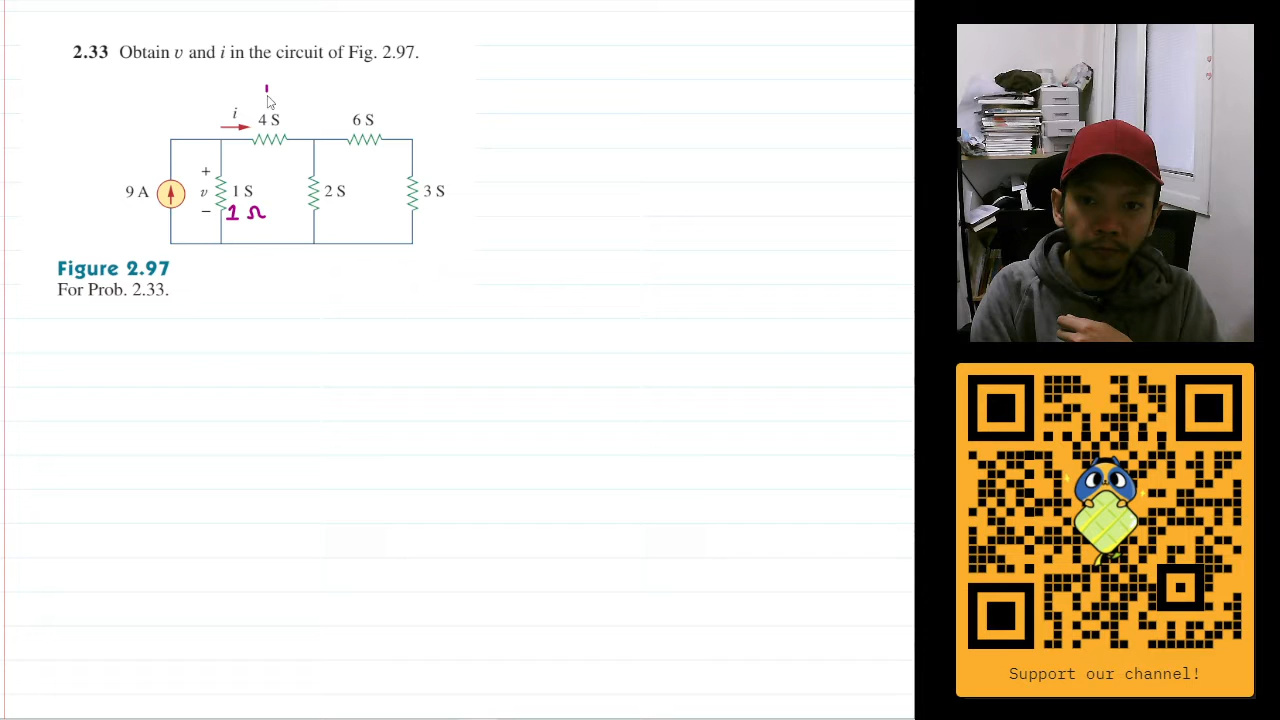 2.33 Obtain v and i in the circuit of Fig. 2.97.
i
4 S
6 S
9 A
+
v
−
1 S
1 Ω
2 S
3 S
Figure 2.97
For Prob. 2.33.
Support our channel!